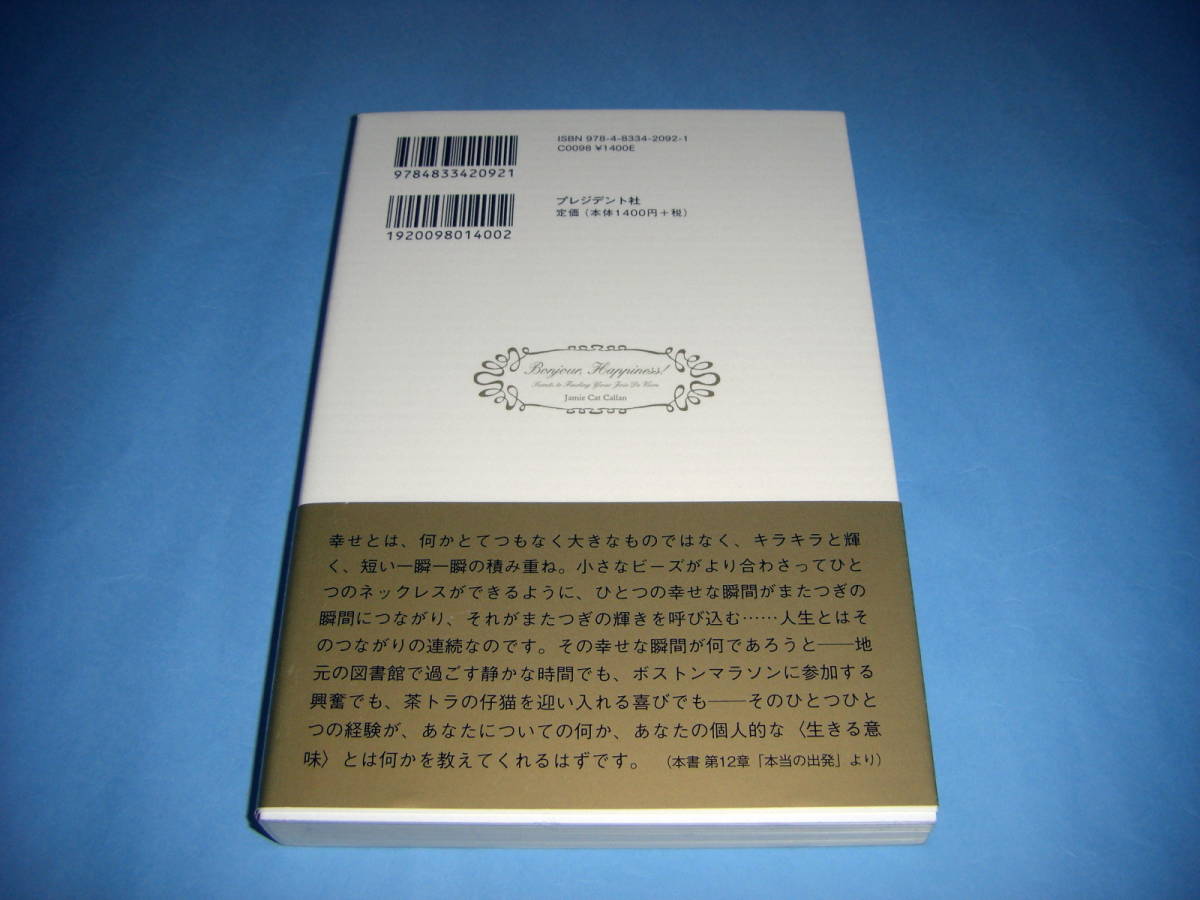 ISBN 978-4-8334-2092-1
C0098 ¥1400E
9784833420921
プレジデント社
定価（本体1400円＋税）
1920098014002
Bonjour, Happiness!
Secrets to Finding Your Joie De Vivre
Jamie Cat Callan
幸せとは、何かとてつもなく大きなものではなく、キラキラと輝
く、短い一瞬一瞬の積み重ね。小さなビーズがより合わさってひと
つのネックレスができるように、ひとつの幸せな瞬間がまたつぎの
瞬間につながり、それがまたつぎの輝きを呼び込む……人生とはそ
のつながりの連続なのです。その幸せな瞬間が何であろうと――地
元の図書館で過ごす静かな時間でも、ボストンマラソンに参加する
興奮でも、茶トラの仔猫を迎い入れる喜びでも――そのひとつひと
つの経験が、あなたについての何か、あなたの個人的な〈生きる意
味〉とは何かを教えてくれるはずです。（本書 第12章「本当の出発」より）